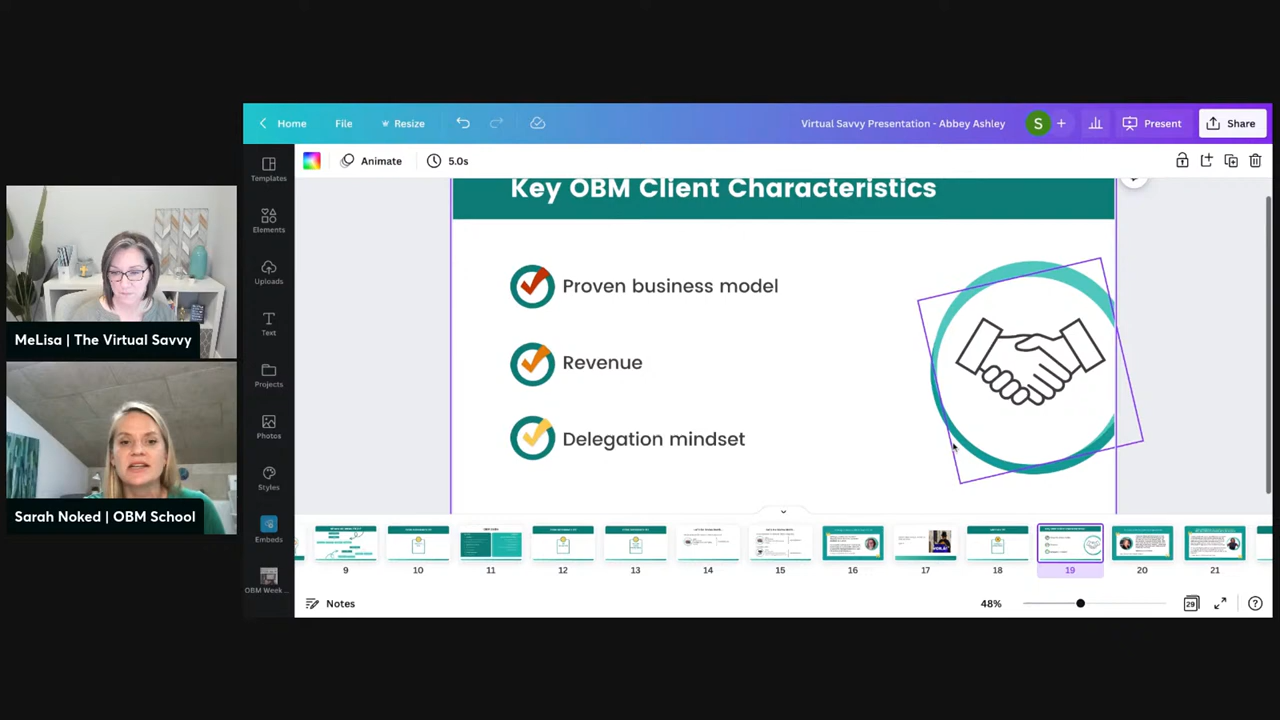 Home
File
Resize
Virtual Savvy Presentation - Abbey Ashley
S
+
Present
Share
Animate
5.0s
Templates
Elements
Uploads
Text
Projects
Photos
Styles
Embeds
OBM Week ...
Key OBM Client Characteristics
Proven business model
Revenue
Delegation mindset
MeLisa | The Virtual Savvy
Sarah Noked | OBM School
9
10
11
12
13
14
15
16
17
18
19
20
21
Notes
48%
29
?